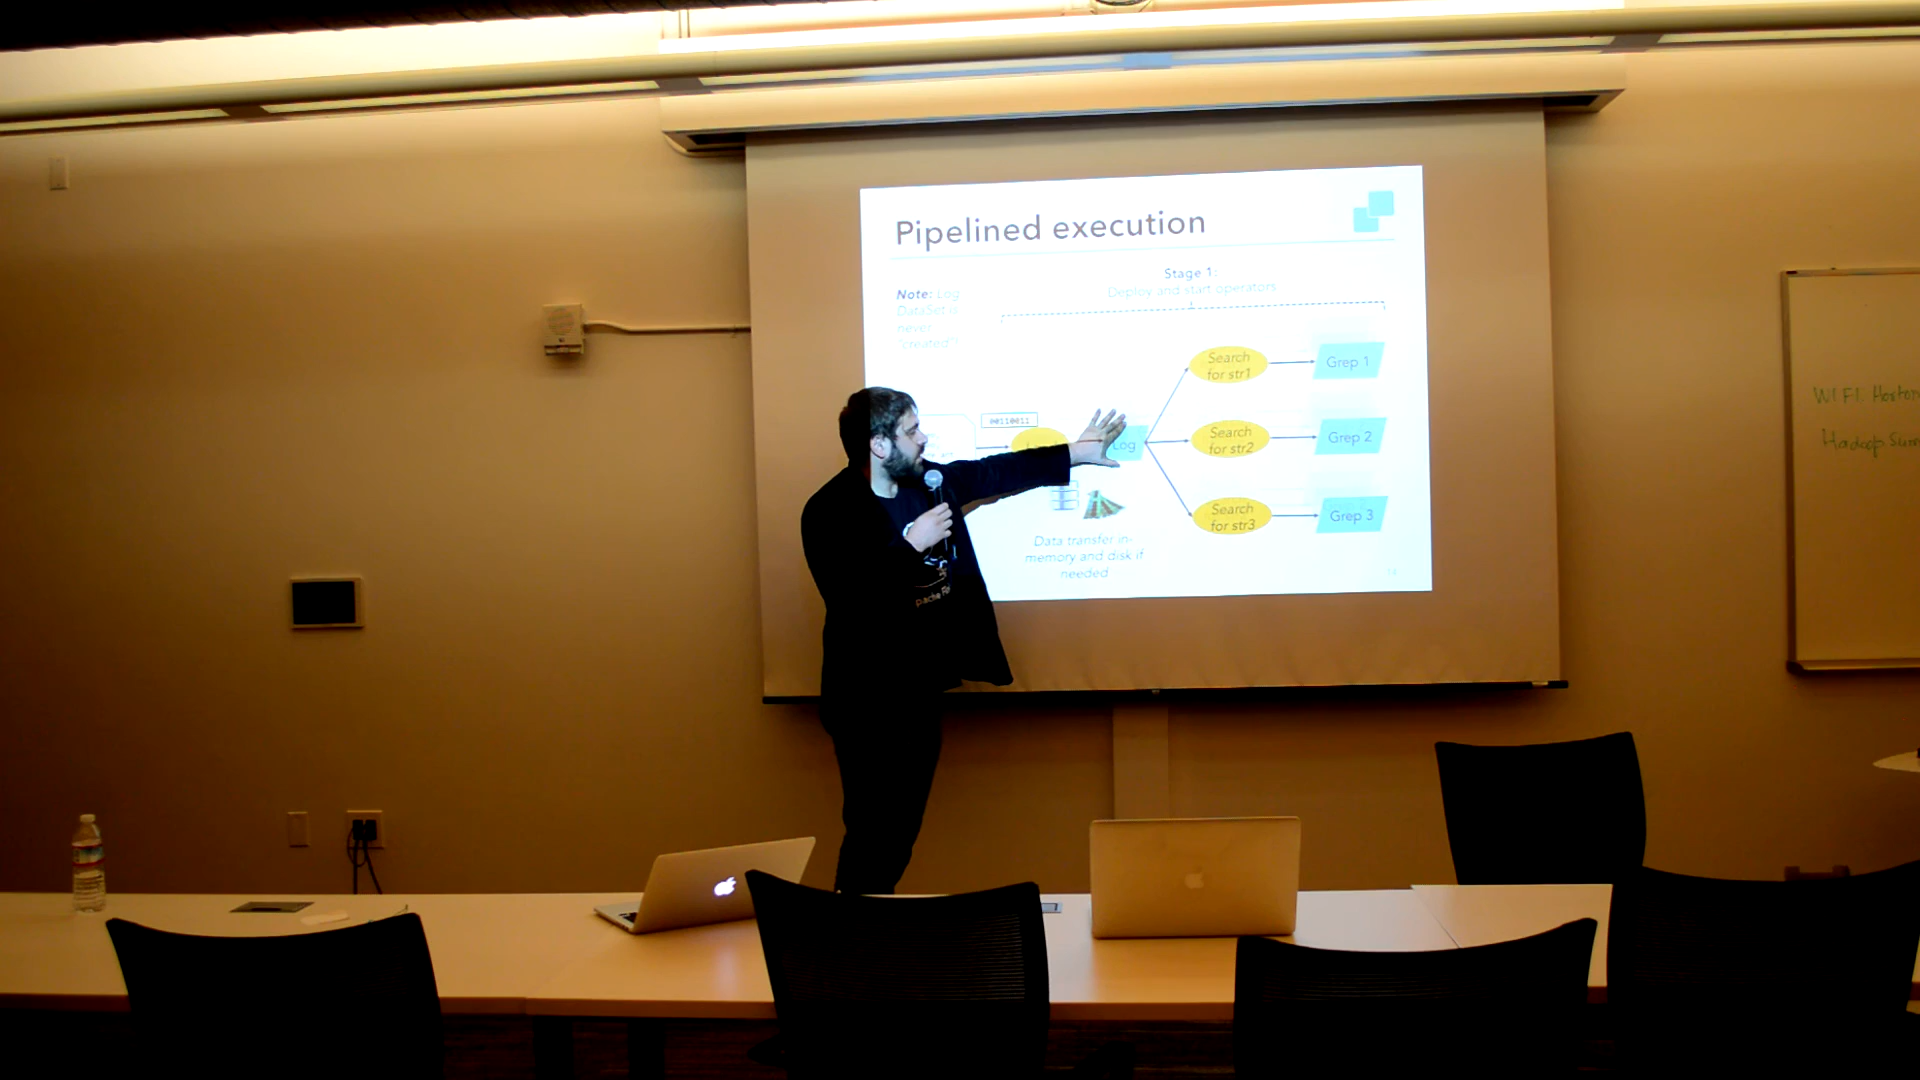 Pipelined execution
Stage 1:
Deploy and start operators
Note: Log
DataSet is
never
"created"!
Search
for str1
Grep 1
00110011
Log
Search
for str2
Grep 2
Search
for str3
Grep 3
Data transfer in-
memory and disk if
needed
WIFI
Hadoop